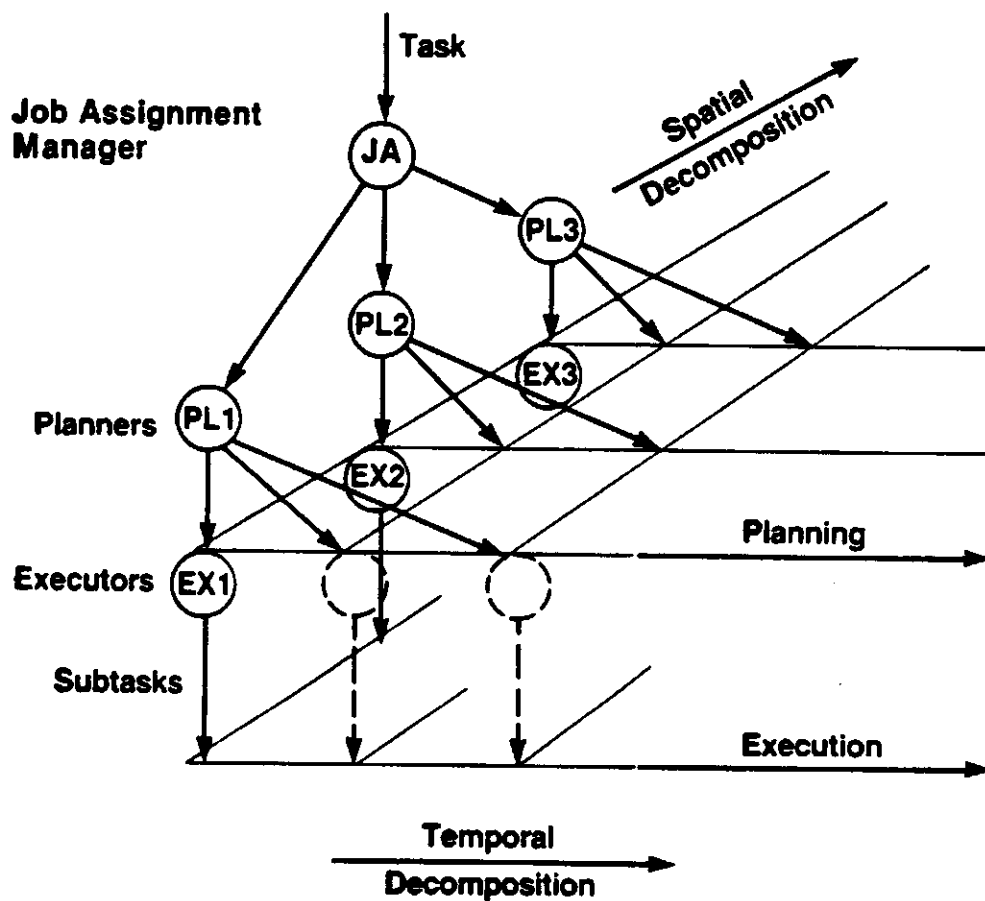 Task
Job Assignment
Manager
JA
Spatial
Decomposition
PL3
PL2
EX3
Planners
PL1
EX2
Planning
Executors
EX1
Subtasks
Execution
Temporal
Decomposition